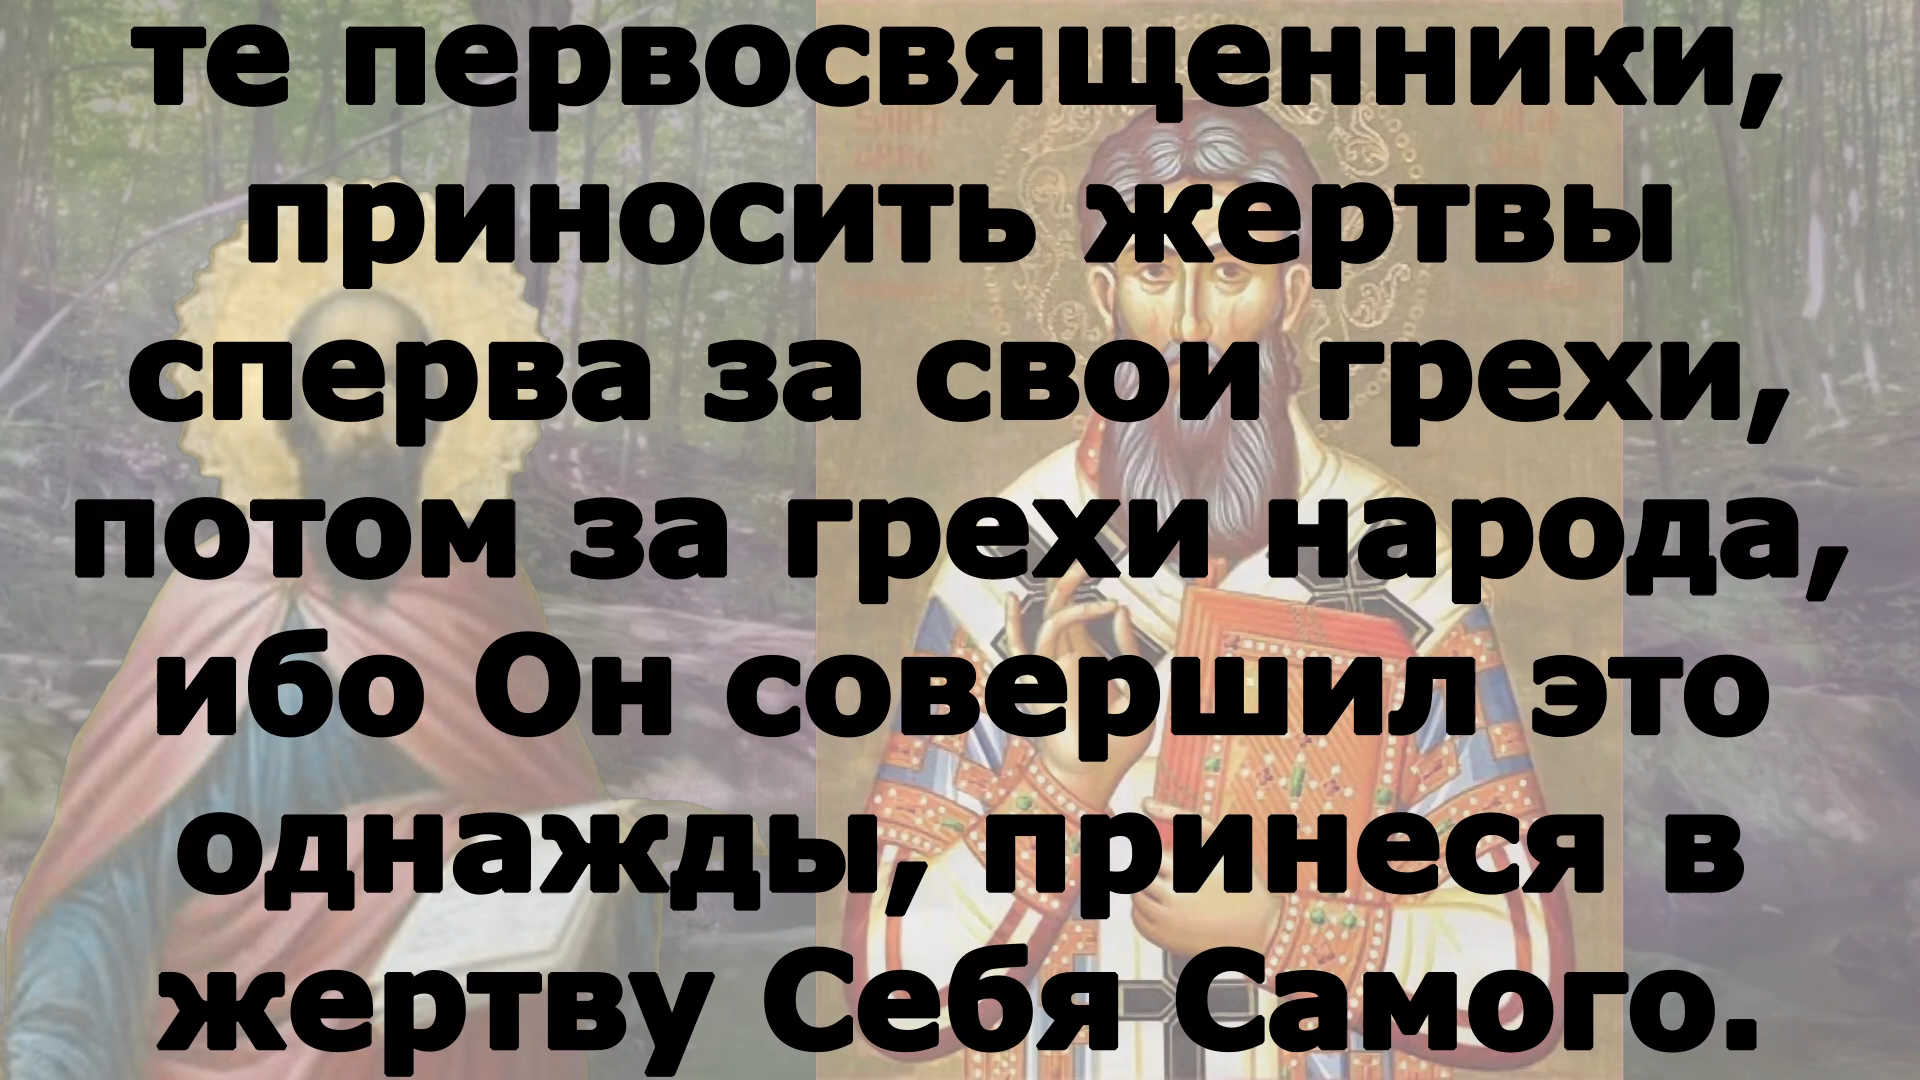 те первосвященники,
приносить жертвы
сперва за свои грехи,
потом за грехи народа,
ибо Он совершил это
однажды, принеся в
жертву Себя Самого.